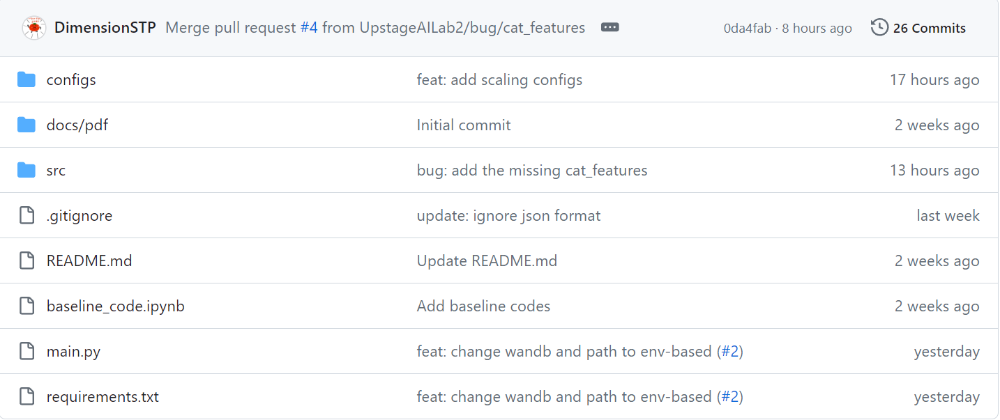 DimensionSTP Merge pull request #4 from UpstageAILab2/bug/cat_features 0da4fab · 8 hours ago 26 Commits
configs feat: add scaling configs 17 hours ago
docs/pdf Initial commit 2 weeks ago
src bug: add the missing cat_features 13 hours ago
.gitignore update: ignore json format last week
README.md Update README.md 2 weeks ago
baseline_code.ipynb Add baseline codes 2 weeks ago
main.py feat: change wandb and path to env-based (#2) yesterday
requirements.txt feat: change wandb and path to env-based (#2) yesterday